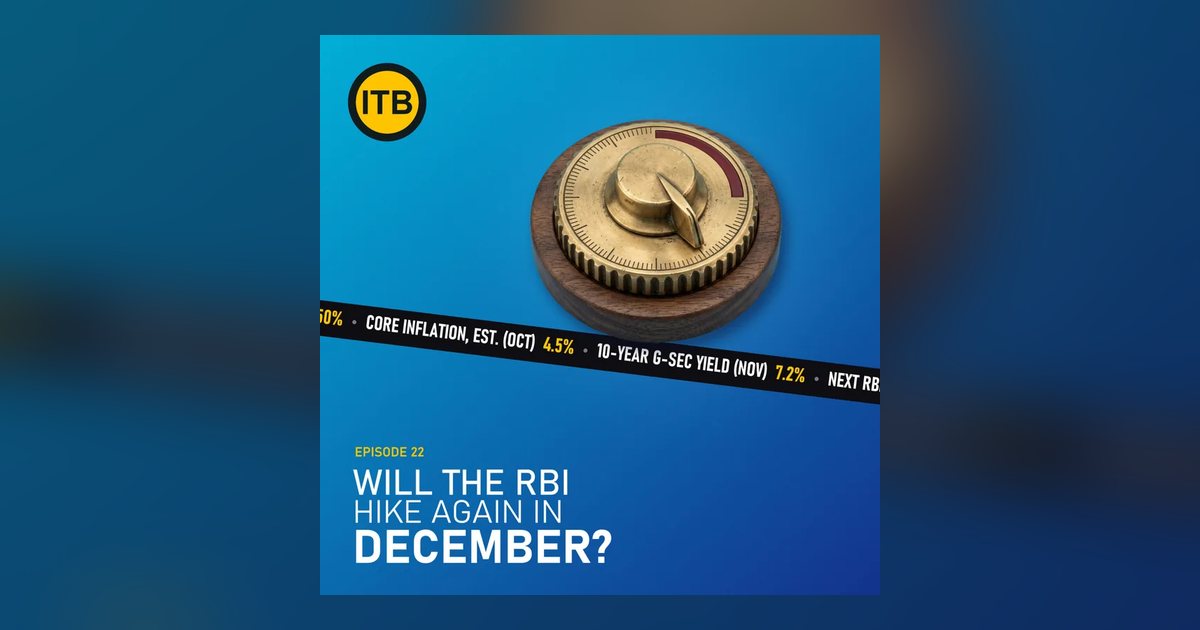 ITB
50% • CORE INFLATION, EST. (OCT) 4.5% • 10-YEAR G-SEC YIELD (NOV) 7.2% • NEXT RB
EPISODE 22
WILL THE RBI
HIKE AGAIN IN
DECEMBER?